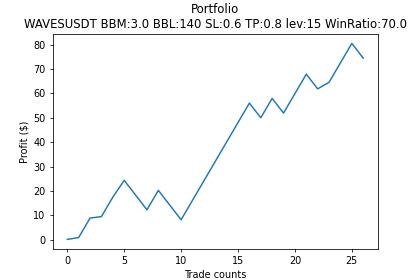 Portfolio
WAVESUSDT BBM:3.0 BBL:140 SL:0.6 TP:0.8 lev:15 WinRatio:70.0
80
70
60
50
40
30
20
10
0
Profit ($)
0 5 10 15 20 25
Trade counts